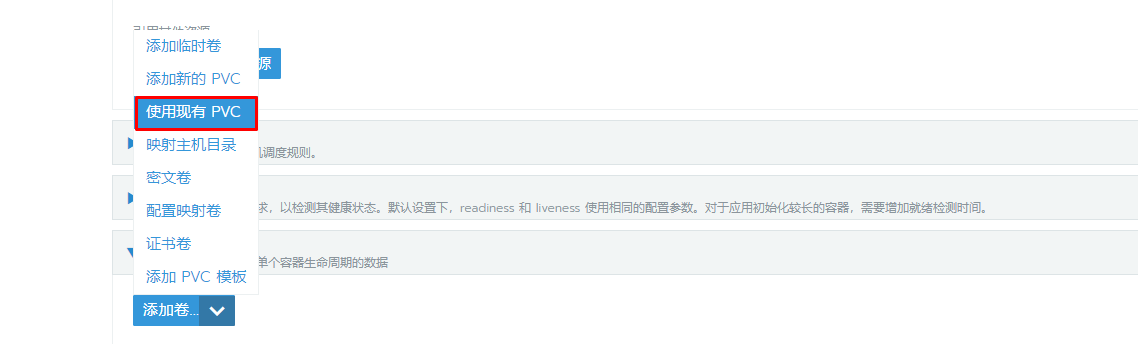 添加临时卷
源
添加新的 PVC
使用现有 PVC
映射主机目录
调度规则。
密文卷
配置映射卷
求，以检测其健康状态。默认设置下，readiness 和 liveness 使用相同的配置参数。对于应用初始化较长的容器，需要增加就绪检测时间。
证书卷
单个容器生命周期的数据
添加 PVC 模板
添加卷...